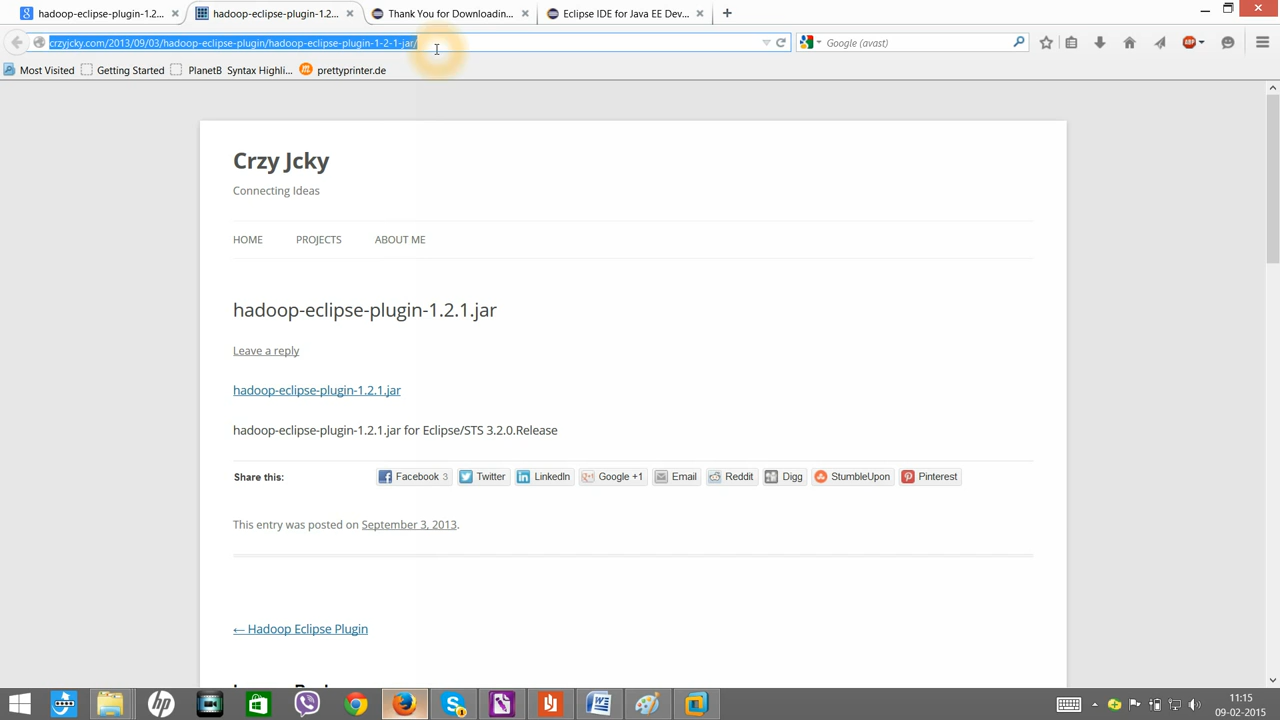 hadoop-eclipse-plugin-1.2...
hadoop-eclipse-plugin-1.2...
Thank You for Downloadin...
Eclipse IDE for Java EE Dev...
crzyjcky.com/2013/09/03/hadoop-eclipse-plugin/hadoop-eclipse-plugin-1-2-1-jar/
Google (avast)
ABP
Most Visited
Getting Started
PlanetB Syntax Highli...
prettyprinter.de
Crzy Jcky
Connecting Ideas
HOME
PROJECTS
ABOUT ME
hadoop-eclipse-plugin-1.2.1.jar
Leave a reply
hadoop-eclipse-plugin-1.2.1.jar
hadoop-eclipse-plugin-1.2.1.jar for Eclipse/STS 3.2.0.Release
Share this:
Facebook 3
Twitter
LinkedIn
Google +1
Email
Reddit
Digg
StumbleUpon
Pinterest
This entry was posted on September 3, 2013.
← Hadoop Eclipse Plugin
11:15
09-02-2015